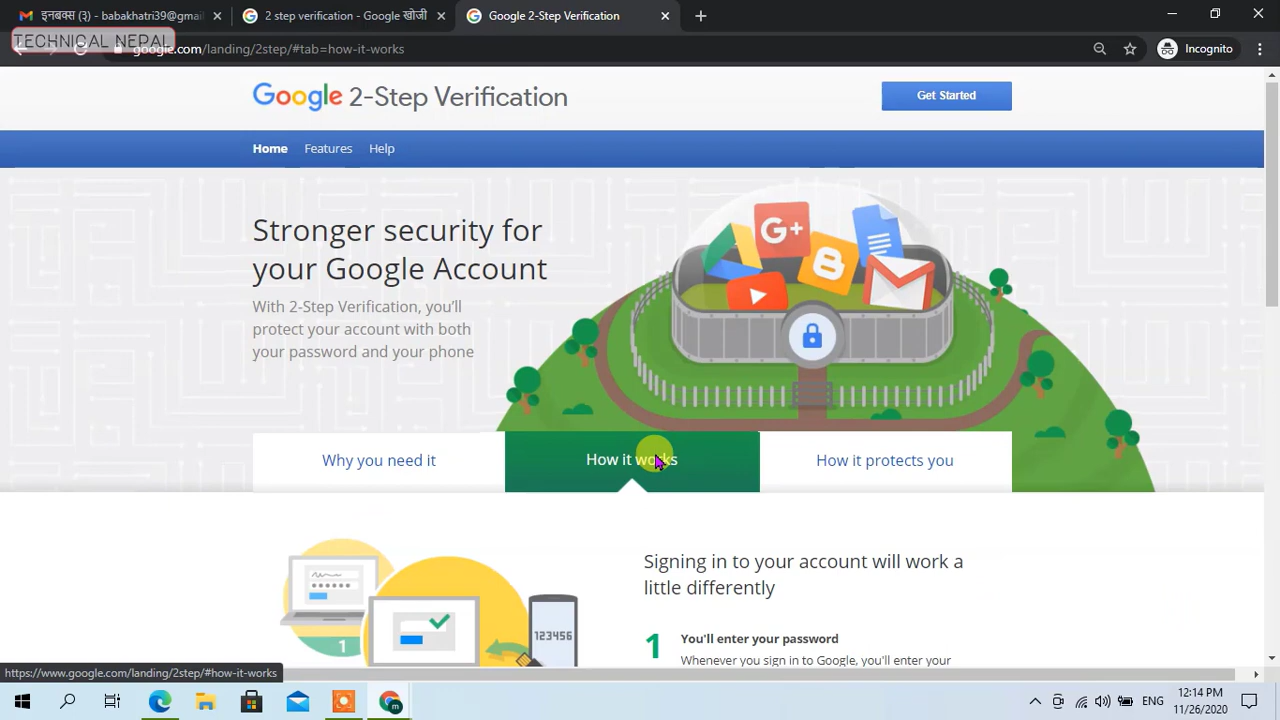 इनबक्स (३) - babakhatri39@gmai
2 step verification - Google खोजी
Google 2-Step Verification
TECHNICAL NEPAL
google.com/landing/2step/#tab=how-it-works
Incognito
Google 2-Step Verification
Get Started
Home Features Help
Stronger security for
your Google Account
With 2-Step Verification, you'll
protect your account with both
your password and your phone
G+
Why you need it
How it works
How it protects you
Signing in to your account will work a
little differently
1
123456
1 You'll enter your password
Whenever you sign in to Google, you'll enter your
https://www.google.com/landing/2step/#how-it-works
m
ENG
12:14 PM
11/26/2020